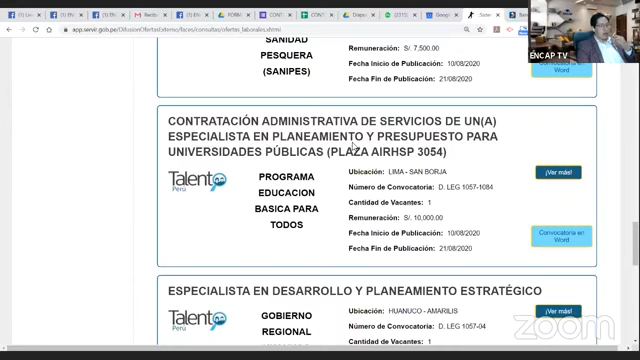 app.servir.gob.pe/DifusionOfertasExterno/faces/consultas/ofertas_laborales.xhtml
ENCAP TV
SANIDAD
PESQUERA
(SANIPES)
Remuneración: S/. 7,500.00
Fecha Inicio de Publicación: 10/08/2020
Fecha Fin de Publicación: 21/08/2020
Convocatoria en
Word
CONTRATACIÓN ADMINISTRATIVA DE SERVICIOS DE UN(A)
ESPECIALISTA EN PLANEAMIENTO Y PRESUPUESTO PARA
UNIVERSIDADES PÚBLICAS (PLAZA AIRHSP 3054)
Talento
Perú
PROGRAMA
EDUCACION
BASICA PARA
TODOS
Ubicación: LIMA - SAN BORJA
Número de Convocatoria: D. LEG 1057-1084
Cantidad de Vacantes: 1
Remuneración: S/. 10,000.00
Fecha Inicio de Publicación: 10/08/2020
Fecha Fin de Publicación: 21/08/2020
¡Ver más!
Convocatoria en
Word
ESPECIALISTA EN DESARROLLO Y PLANEAMIENTO ESTRATÉGICO
Talento
Perú
GOBIERNO
REGIONAL
Ubicación: HUANUCO - AMARILIS
Número de Convocatoria: D. LEG 1057-04
Cantidad de Vacantes: 1
¡Ver más!
zoom